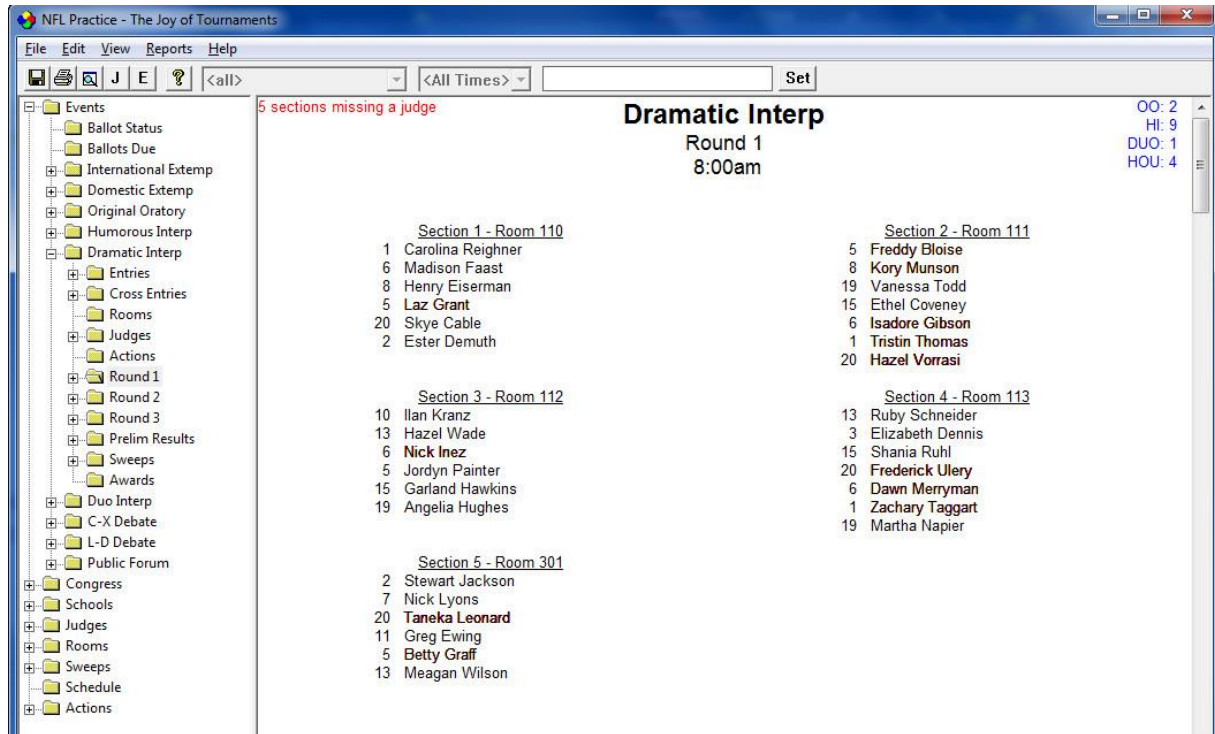 NFL Practice - The Joy of Tournaments
File Edit View Reports Help
J E ? <all> <All Times> Set
Events
Ballot Status
Ballots Due
International Extemp
Domestic Extemp
Original Oratory
Humorous Interp
Dramatic Interp
Entries
Cross Entries
Rooms
Judges
Actions
Round 1
Round 2
Round 3
Prelim Results
Sweeps
Awards
Duo Interp
C-X Debate
L-D Debate
Public Forum
Congress
Schools
Judges
Rooms
Sweeps
Schedule
Actions
5 sections missing a judge
Dramatic Interp
Round 1
8:00am
OO: 2
HI: 9
DUO: 1
HOU: 4
Section 1 - Room 110
1 Carolina Reighner
6 Madison Faast
8 Henry Eiserman
5 Laz Grant
20 Skye Cable
2 Ester Demuth
Section 2 - Room 111
5 Freddy Bloise
8 Kory Munson
19 Vanessa Todd
15 Ethel Coveney
6 Isadore Gibson
1 Tristin Thomas
20 Hazel Vorrasi
Section 3 - Room 112
10 Ilan Kranz
13 Hazel Wade
6 Nick Inez
5 Jordyn Painter
15 Garland Hawkins
19 Angelia Hughes
Section 4 - Room 113
13 Ruby Schneider
3 Elizabeth Dennis
15 Shania Ruhl
20 Frederick Ulery
6 Dawn Merryman
1 Zachary Taggart
19 Martha Napier
Section 5 - Room 301
2 Stewart Jackson
7 Nick Lyons
20 Taneka Leonard
11 Greg Ewing
5 Betty Graff
13 Meagan Wilson